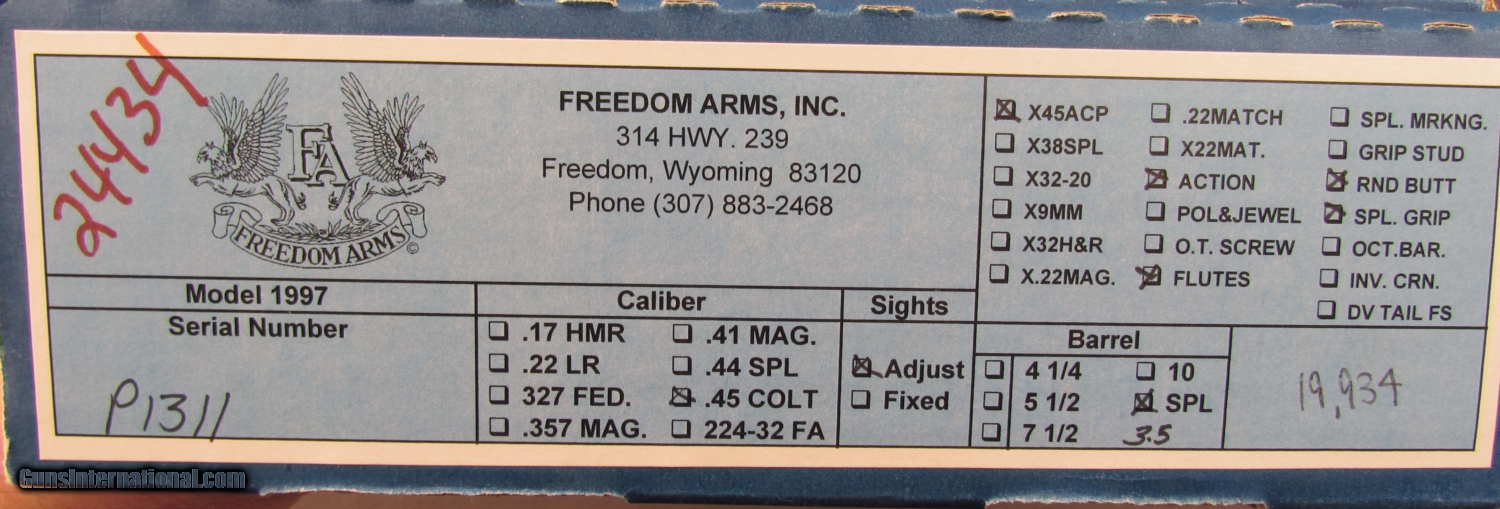 24434
FA
FREEDOM ARMS ©
FREEDOM ARMS, INC.
314 HWY. 239
Freedom, Wyoming 83120
Phone (307) 883-2468
☒ X45ACP ☐ .22MATCH ☐ SPL. MRKNG.
☐ X38SPL ☐ X22MAT. ☐ GRIP STUD
☐ X32-20 ☒ ACTION ☒ RND BUTT
☐ X9MM ☐ POL&JEWEL ☒ SPL. GRIP
☐ X32H&R ☐ O.T. SCREW ☐ OCT.BAR.
☐ X.22MAG. ☒ FLUTES ☐ INV. CRN.
☐ DV TAIL FS
Model 1997
Serial Number
P1311
Caliber
☐ .17 HMR ☐ .41 MAG.
☐ .22 LR ☐ .44 SPL
☐ 327 FED. ☒ .45 COLT
☐ .357 MAG. ☐ 224-32 FA
Sights
☒ Adjust
☐ Fixed
Barrel
☐ 4 1/4 ☐ 10
☐ 5 1/2 ☒ SPL
☐ 7 1/2 3.5
19,934
GunsInternational.com